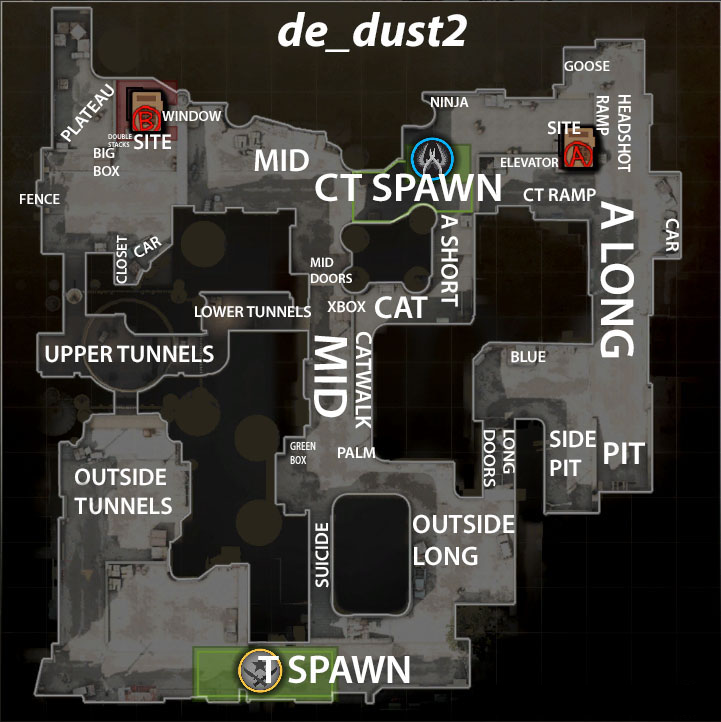 de_dust2
GOOSE
PLATEAU
B
WINDOW
DOUBLE
STACKS
SITE
BIG
BOX
NINJA
HEADSHOT
RAMP
SITE
A
ELEVATOR
MID
CT SPAWN
CT RAMP
FENCE
CLOSET
CAR
A SHORT
A LONG
CAR
MID
DOORS
LOWER TUNNELS
XBOX
CAT
UPPER TUNNELS
MID
CATWALK
BLUE
GREEN
BOX
PALM
LONG
DOORS
SIDE
PIT
PIT
OUTSIDE
TUNNELS
SUICIDE
OUTSIDE
LONG
T SPAWN